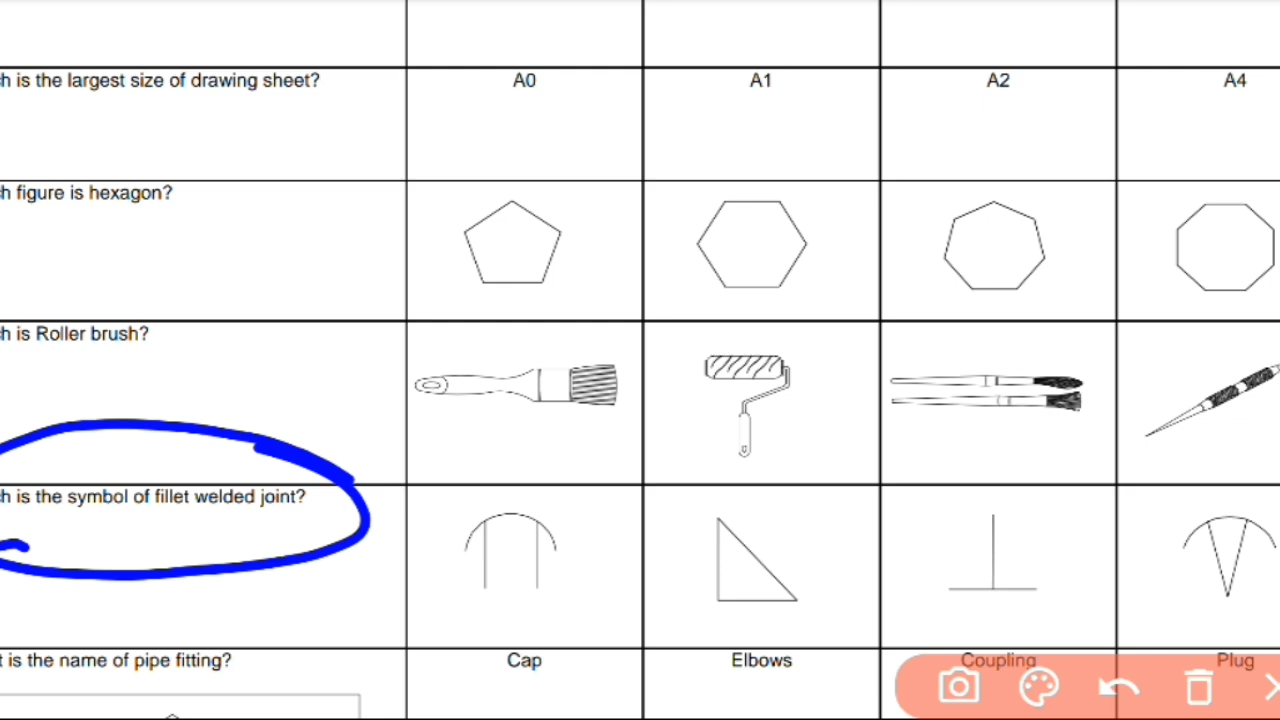 h is the largest size of drawing sheet? A0 A1 A2 A4
h figure is hexagon?
h is Roller brush?
h is the symbol of fillet welded joint?
t is the name of pipe fitting? Cap Elbows Coupling Plug